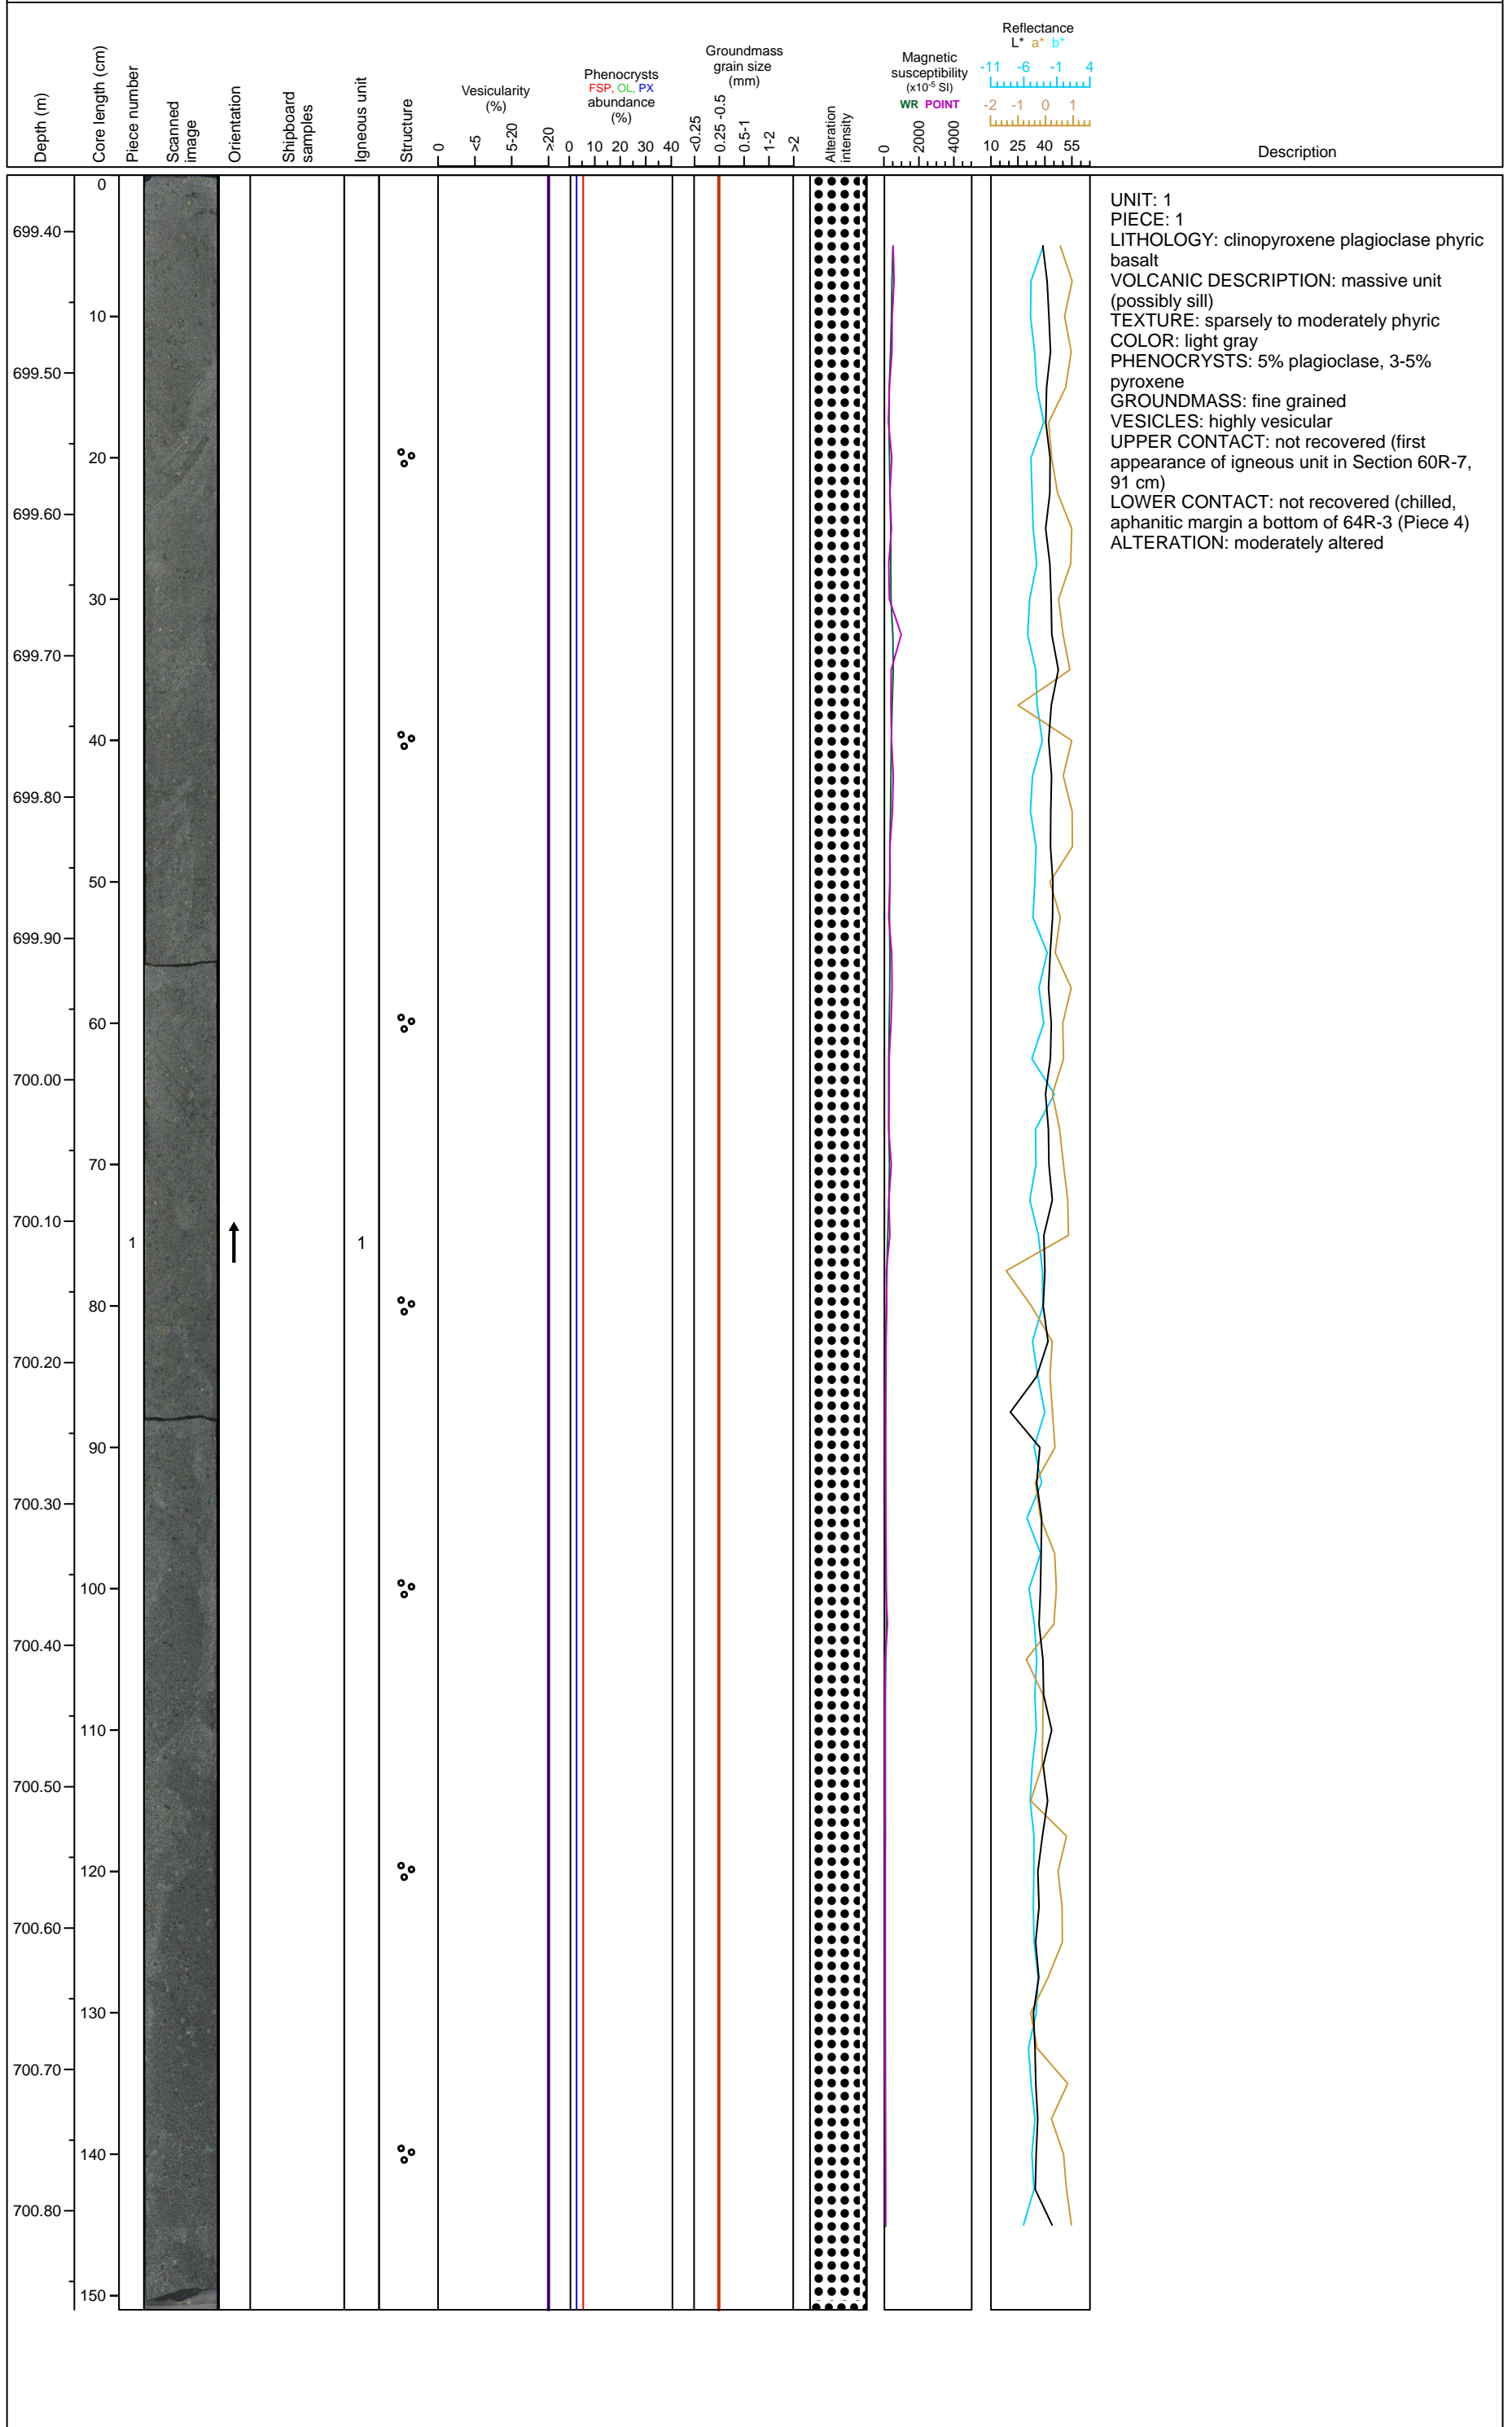 Depth (m)
Core length (cm)
Piece number
Scanned
image
Orientation
Shipboard
samples
Igneous unit
Structure
Vesicularity
(%)
0
<5
5-20
>20
Phenocrysts
FSP, OL, PX
abundance
(%)
0 10 20 30 40
Groundmass
grain size
(mm)
<0.25
0.25 -0.5
0.5-1
1-2
>2
Alteration
intensity
Magnetic
susceptibility
(x10⁻⁵ SI)
WR POINT
0
2000
4000
Reflectance
L* a* b*
-11 -6 -1 4
-2 -1 0 1
10 25 40 55
Description
0
699.40
10
699.50
20
699.60
30
699.70
40
699.80
50
699.90
60
700.00
70
700.10
1
1
80
700.20
90
700.30
100
700.40
110
700.50
120
700.60
130
700.70
140
700.80
150
UNIT: 1
PIECE: 1
LITHOLOGY: clinopyroxene plagioclase phyric
basalt
VOLCANIC DESCRIPTION: massive unit
(possibly sill)
TEXTURE: sparsely to moderately phyric
COLOR: light gray
PHENOCRYSTS: 5% plagioclase, 3-5%
pyroxene
GROUNDMASS: fine grained
VESICLES: highly vesicular
UPPER CONTACT: not recovered (first
appearance of igneous unit in Section 60R-7,
91 cm)
LOWER CONTACT: not recovered (chilled,
aphanitic margin a bottom of 64R-3 (Piece 4)
ALTERATION: moderately altered